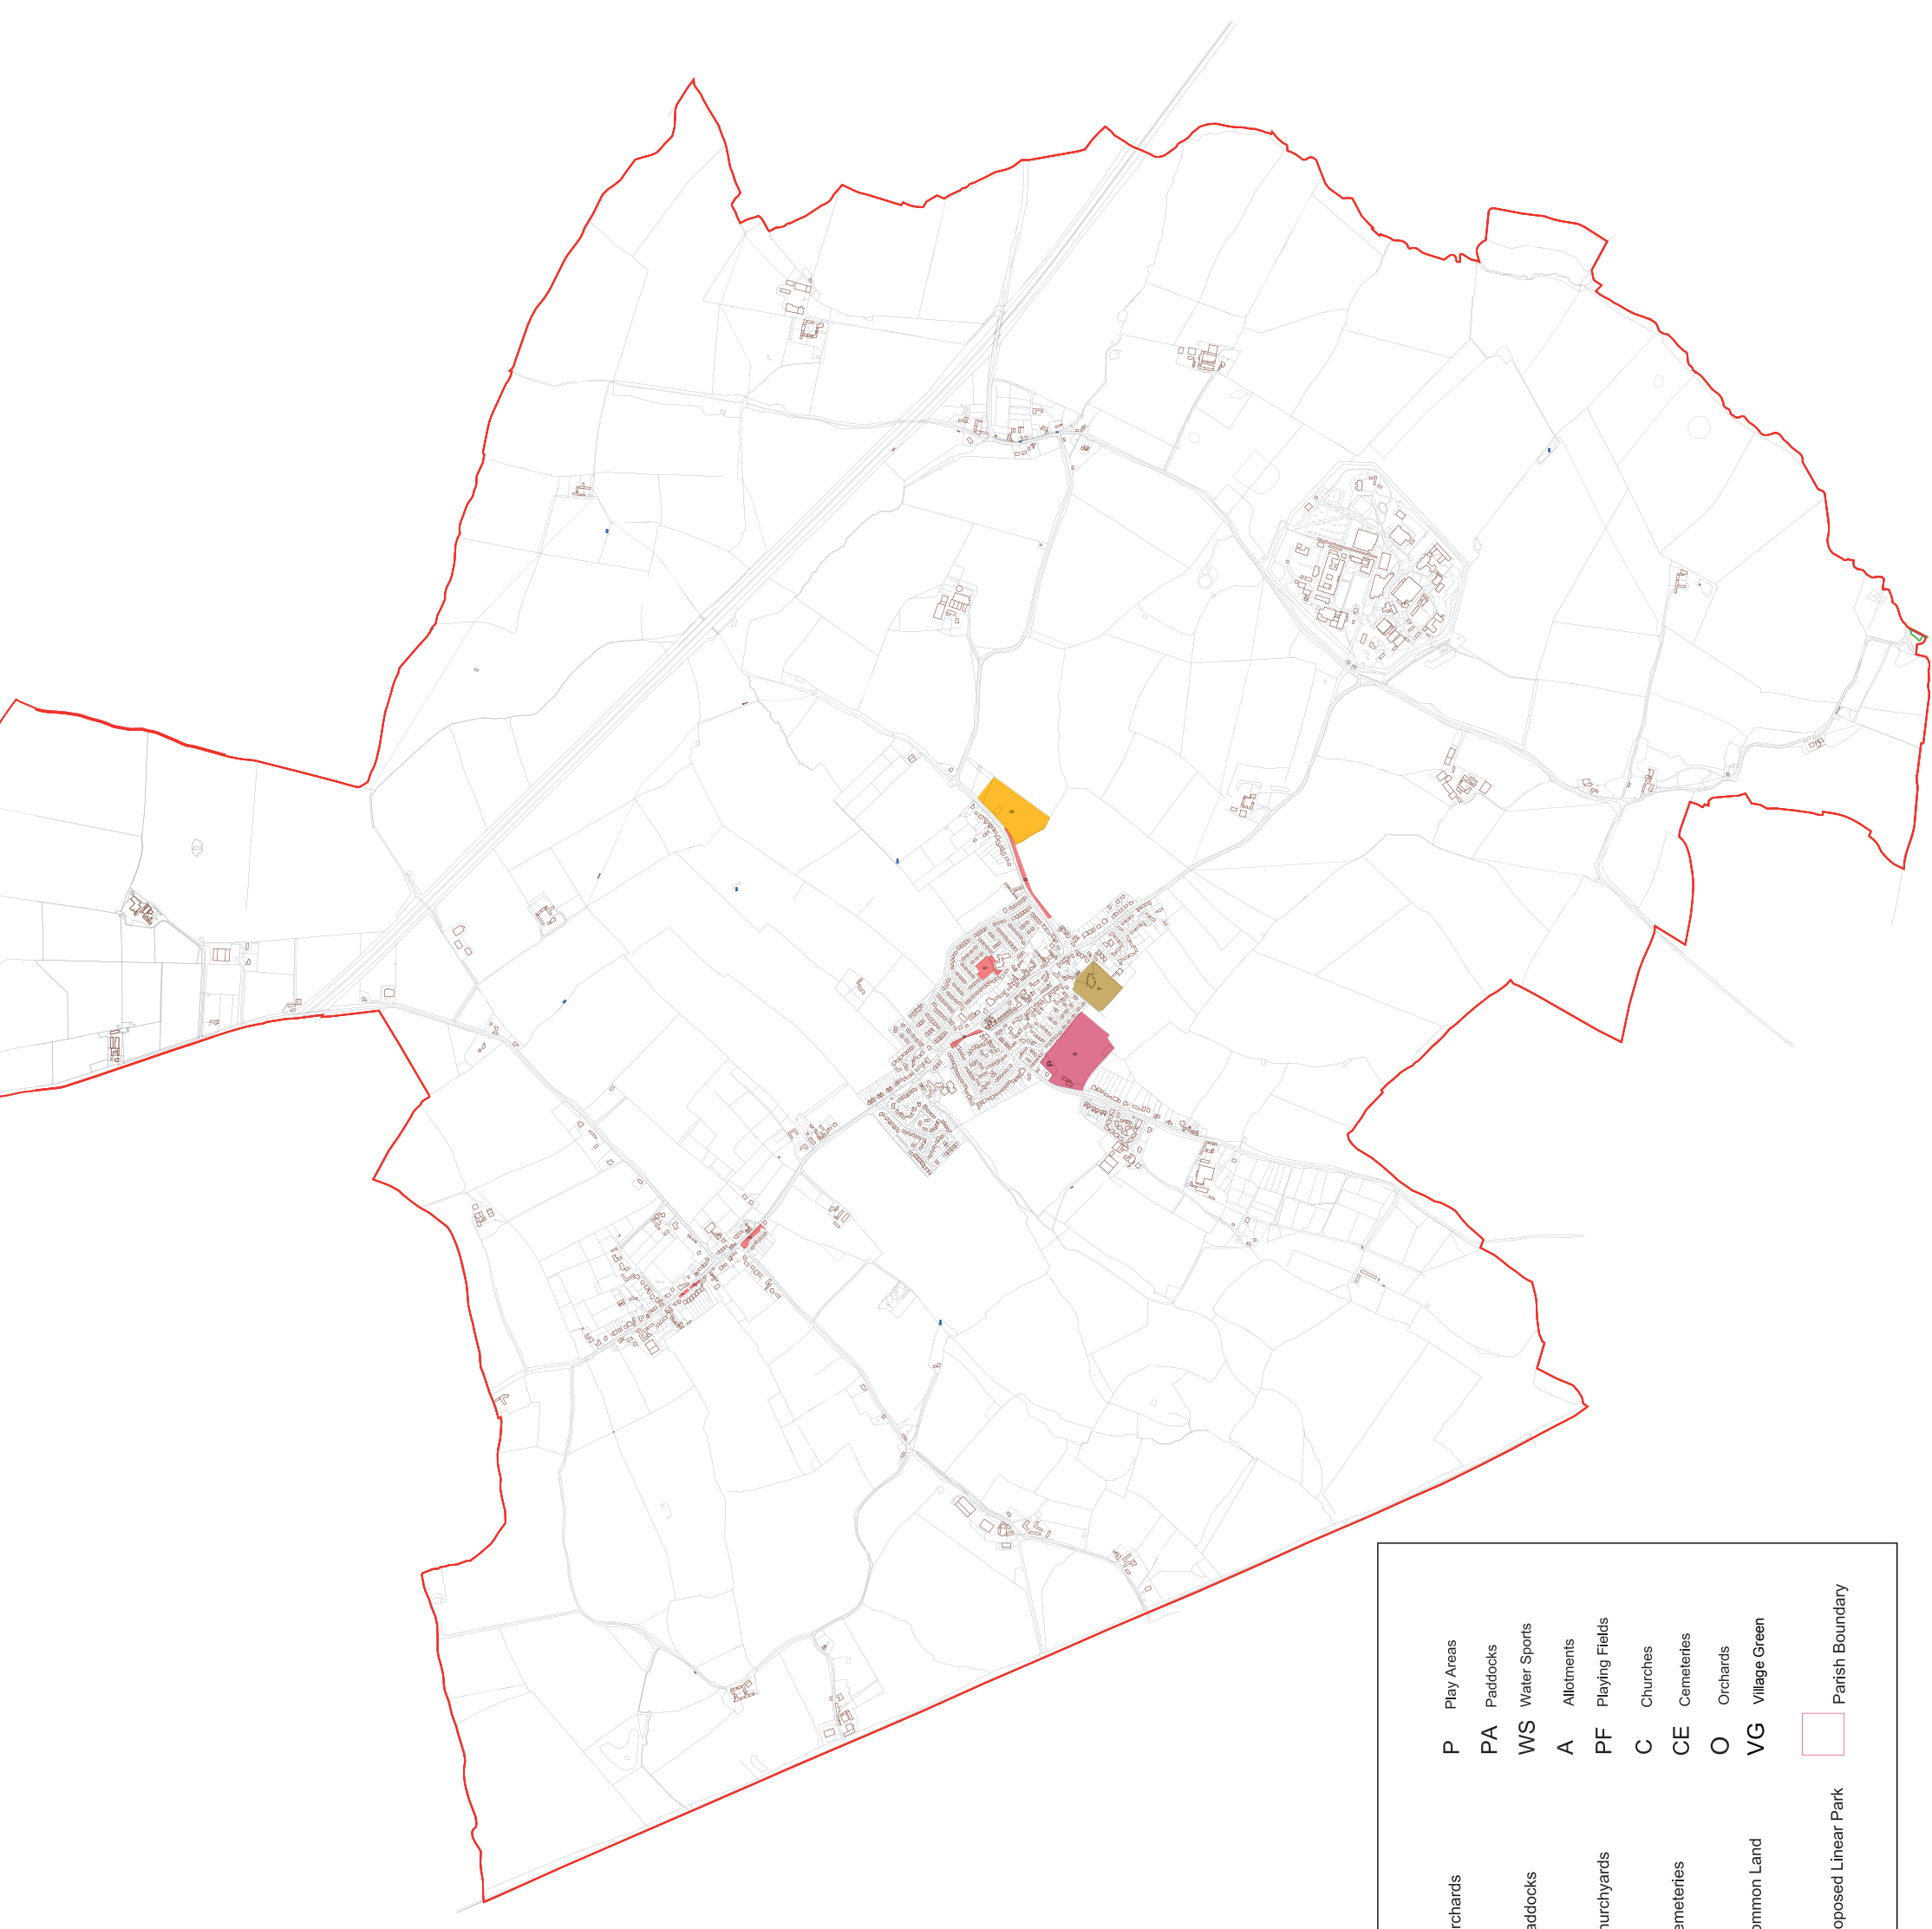 P Play Areas
PA Paddocks
WS Water Sports
A Allotments
PF Playing Fields
C Churches
CE Cemeteries
O Orchards
VG Village Green
Parish Boundary
rchards
addocks
hurchyards
emeteries
ommon Land
oposed Linear Park
P